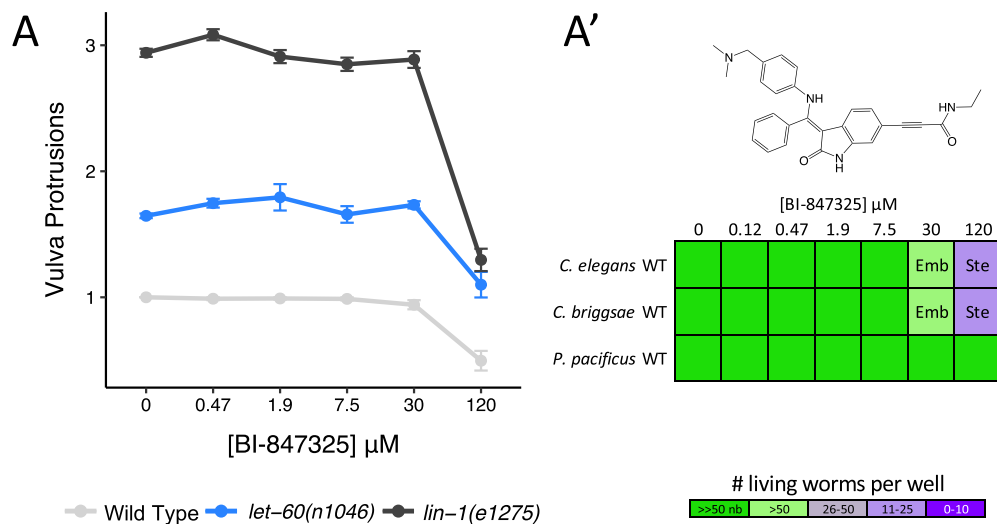 A
Vulva Protrusions
3
2
1
0 0.47 1.9 7.5 30 120
[BI-847325] µM
Wild Type let−60(n1046) lin−1(e1275)
A′
N
NH
O
N
H
HN
O
[BI-847325] µM
0 0.12 0.47 1.9 7.5 30 120
C. elegans WT Emb Ste
C. briggsae WT Emb Ste
P. pacificus WT
# living worms per well
>>50 nb >50 26-50 11-25 0-10